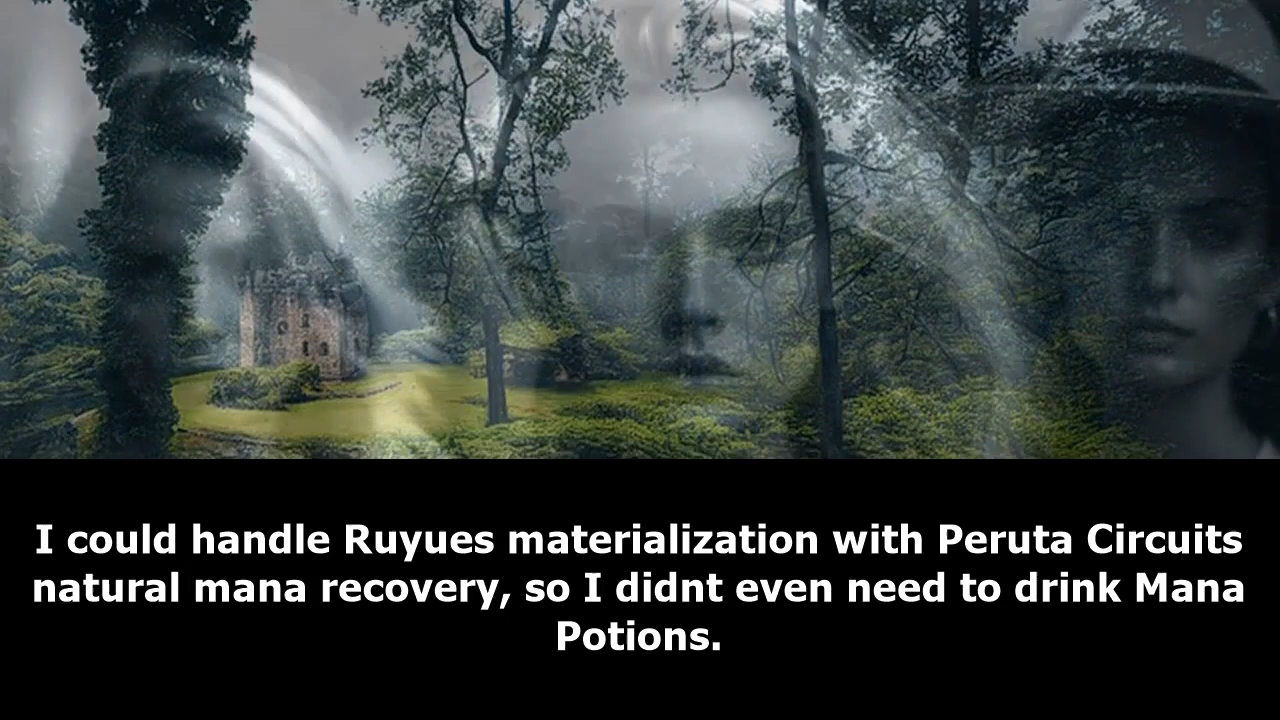 I could handle Ruyues materialization with Peruta Circuits
natural mana recovery, so I didnt even need to drink Mana
Potions.